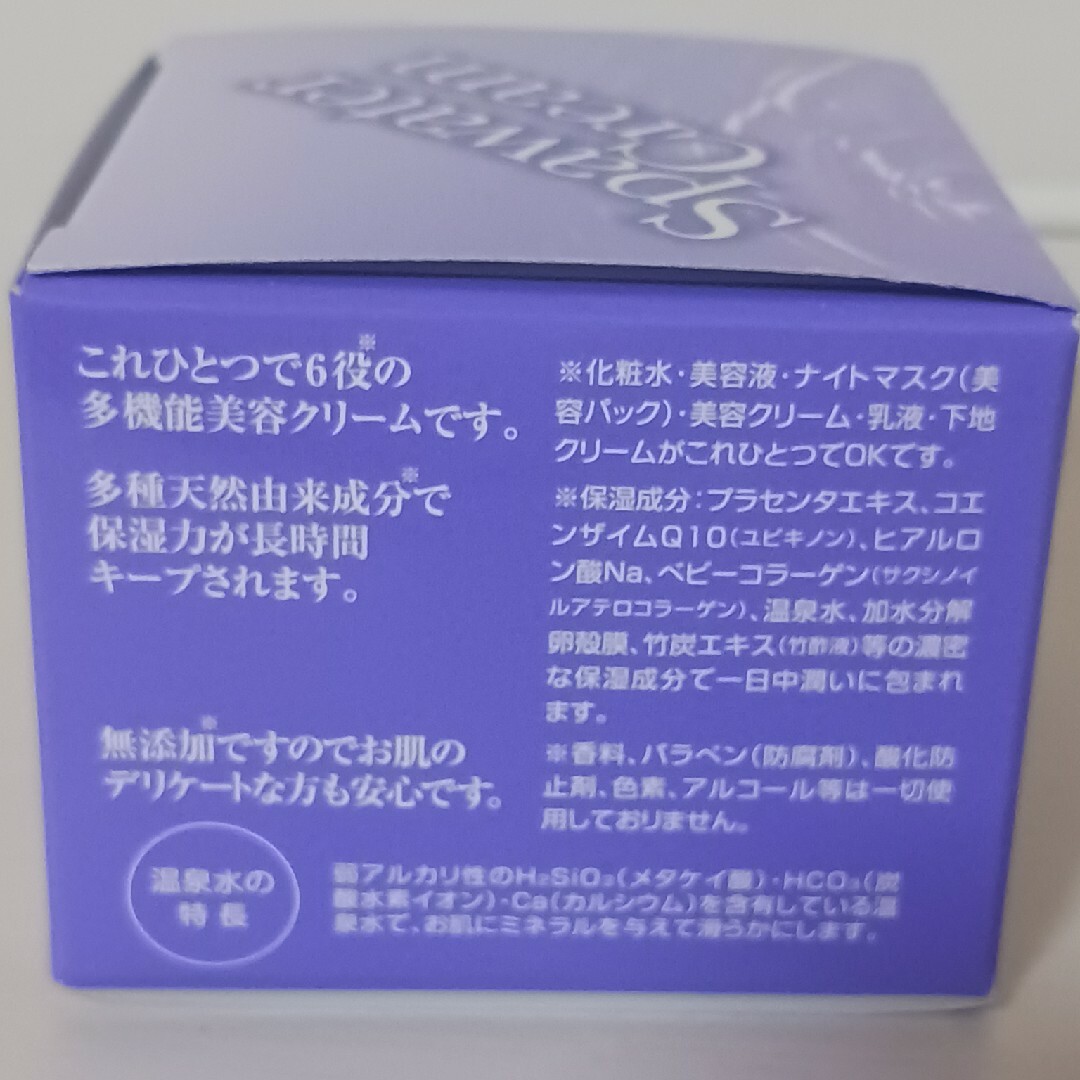 Spawater
Cream
これひとつで6役※の
多機能美容クリームです。
多種天然由来成分※で
保湿力が長時間
キープされます。
無添加※ですのでお肌の
デリケートな方も安心です。
※化粧水・美容液・ナイトマスク(美
容パック)・美容クリーム・乳液・下地
クリームがこれひとつでOKです。
※保湿成分:プラセンタエキス、コエ
ンザイムQ10(ユビキノン)、ヒアルロ
ン酸Na、ベビーコラーゲン(サクシノイ
ルアテロコラーゲン)、温泉水、加水分解
卵殻膜、竹炭エキス(竹酢液)等の濃密
な保湿成分で一日中潤いに包まれ
ます。
※香料、パラベン(防腐剤)、酸化防
止剤、色素、アルコール等は一切使
用しておりません。
温泉水の
特長
弱アルカリ性のH₂SiO₃(メタケイ酸)・HCO₃(炭
酸水素イオン)・Ca(カルシウム)を含有している温
泉水で、お肌にミネラルを与えて滑らかにします。